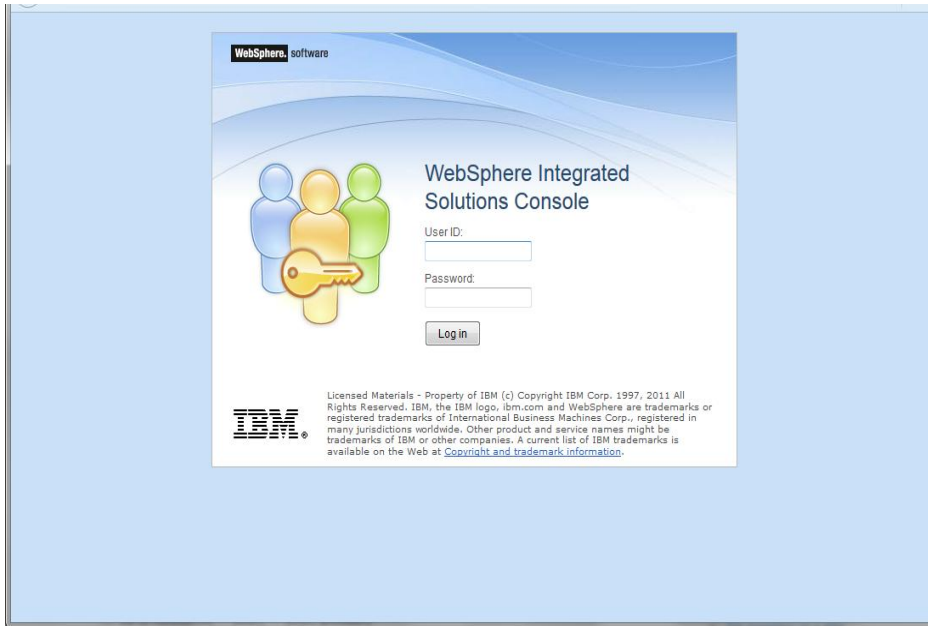 WebSphere. software
WebSphere Integrated
Solutions Console
User ID:
Password:
Log in
Licensed Materials - Property of IBM (c) Copyright IBM Corp. 1997, 2011 All
Rights Reserved. IBM, the IBM logo, ibm.com and WebSphere are trademarks or
registered trademarks of International Business Machines Corp., registered in
many jurisdictions worldwide. Other product and service names might be
trademarks of IBM or other companies. A current list of IBM trademarks is
available on the Web at Copyright and trademark information.
IBM®